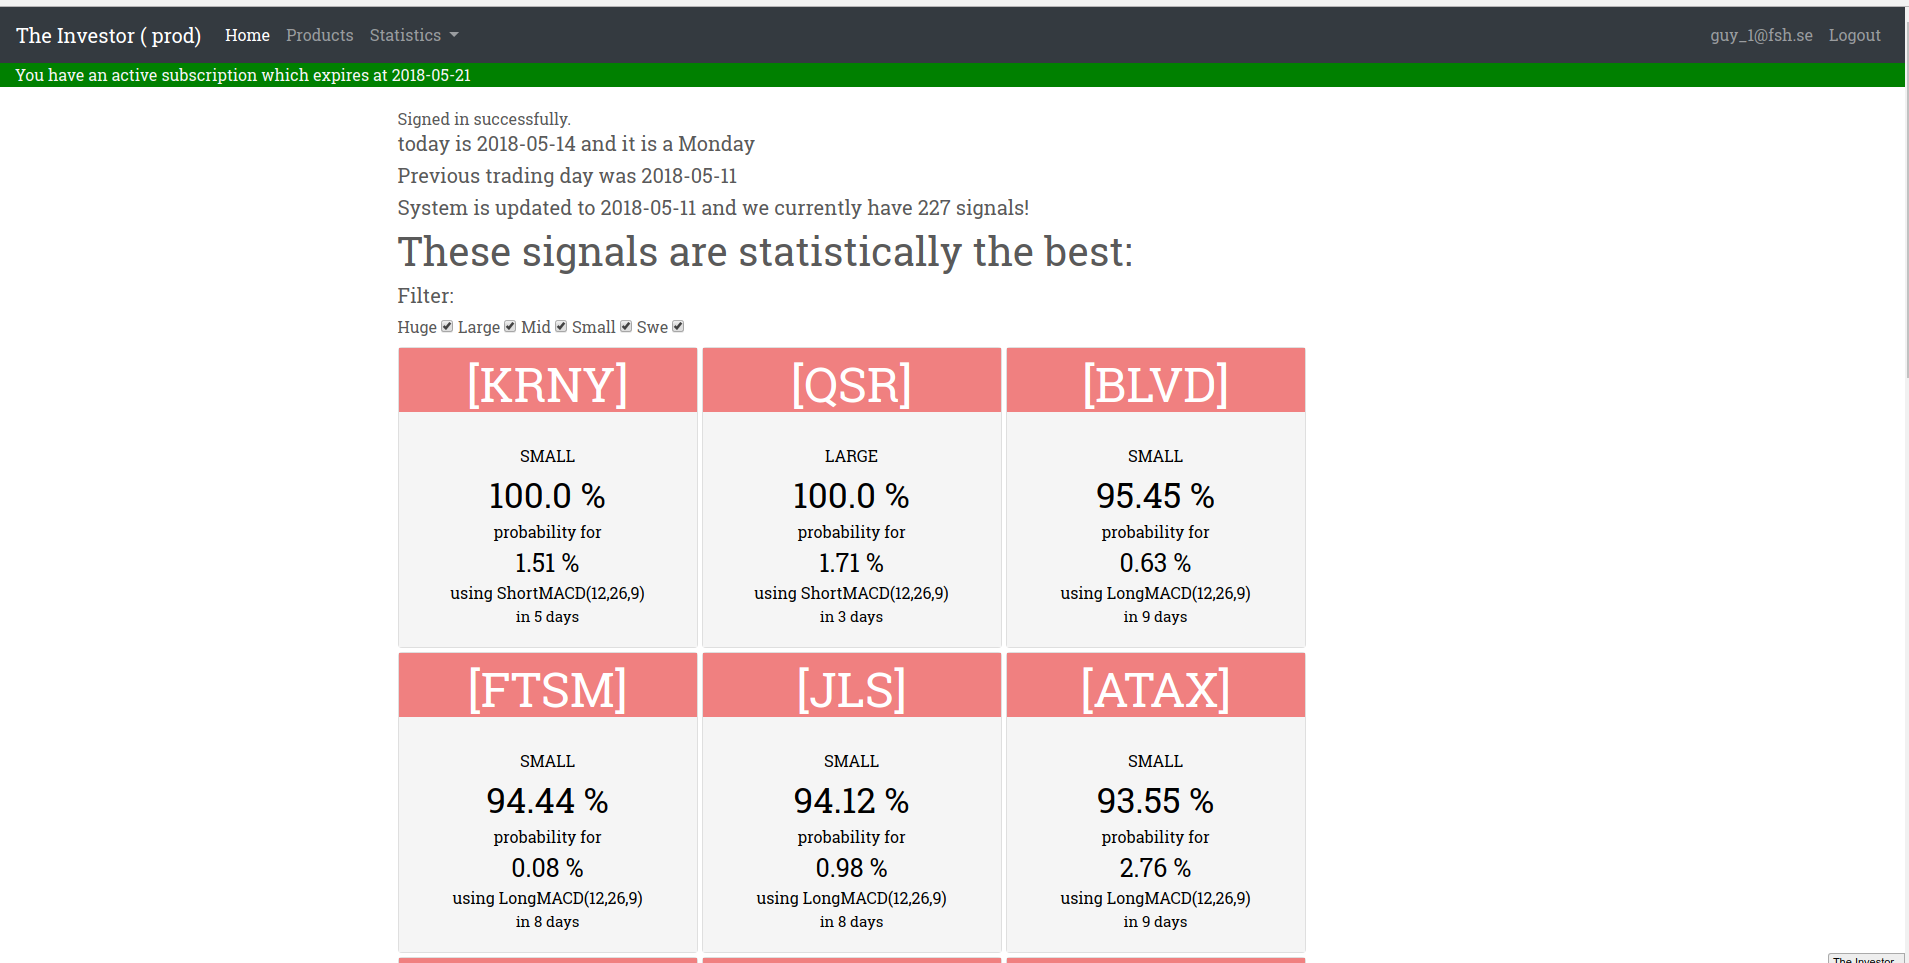 The Investor ( prod) Home Products Statistics guy_1@fsh.se Logout
You have an active subscription which expires at 2018-05-21
Signed in successfully.
today is 2018-05-14 and it is a Monday
Previous trading day was 2018-05-11
System is updated to 2018-05-11 and we currently have 227 signals!
These signals are statistically the best:
Filter:
Huge Large Mid Small Swe
[KRNY]
SMALL
100.0 %
probability for
1.51 %
using ShortMACD(12,26,9)
in 5 days
[QSR]
LARGE
100.0 %
probability for
1.71 %
using ShortMACD(12,26,9)
in 3 days
[BLVD]
SMALL
95.45 %
probability for
0.63 %
using LongMACD(12,26,9)
in 9 days
[FTSM]
SMALL
94.44 %
probability for
0.08 %
using LongMACD(12,26,9)
in 8 days
[JLS]
SMALL
94.12 %
probability for
0.98 %
using LongMACD(12,26,9)
in 8 days
[ATAX]
SMALL
93.55 %
probability for
2.76 %
using LongMACD(12,26,9)
in 9 days
The Investor